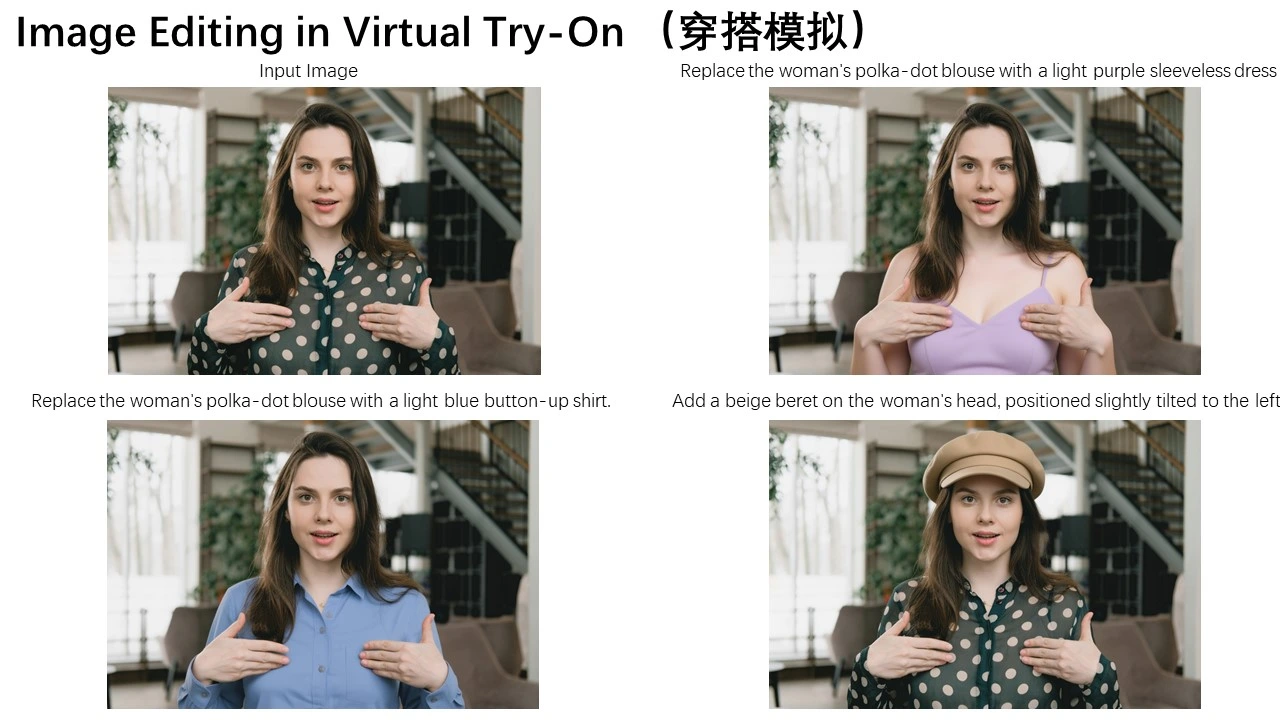 Image Editing in Virtual Try-On （穿搭模拟）
Input Image
Replace the woman's polka-dot blouse with a light purple sleeveless dress
Replace the woman's polka-dot blouse with a light blue button-up shirt.
Add a beige beret on the woman's head, positioned slightly tilted to the left